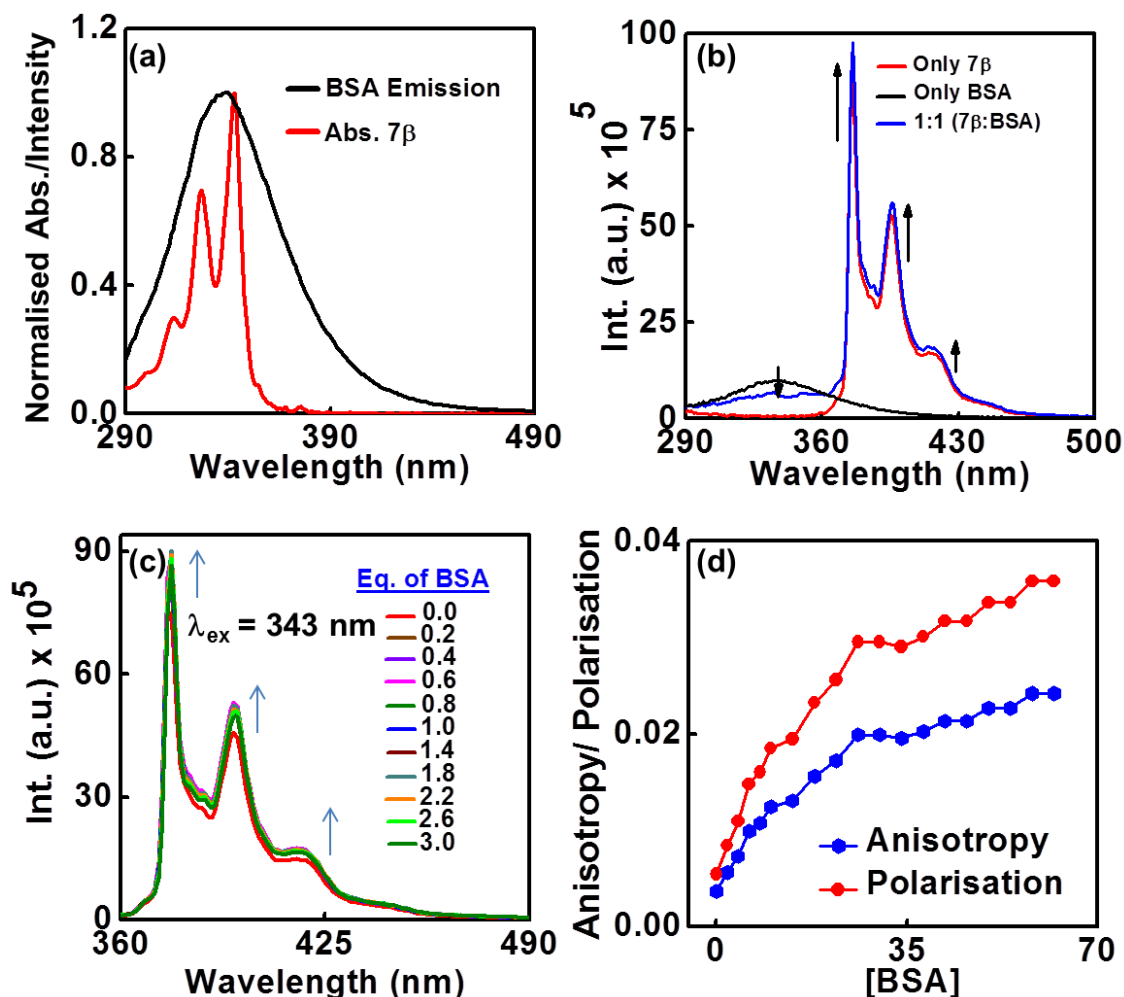 (a)
BSA Emission
Abs. 7β
Normalised Abs./Intensity
1.2
0.8
0.4
0.0
290 390 490
Wavelength (nm)
(b)
Only 7β
Only BSA
1:1 (7β:BSA)
Int. (a.u.) x 10⁵
100
75
50
25
0
290 360 430 500
Wavelength (nm)
(c)
λex = 343 nm
Eq. of BSA
0.0
0.2
0.4
0.6
0.8
1.0
1.4
1.8
2.2
2.6
3.0
Int. (a.u.) x 10⁵
90
60
30
0
360 425 490
Wavelength (nm)
(d)
Anisotropy/ Polarisation
0.04
0.02
0.00
Anisotropy
Polarisation
0 35 70
[BSA]